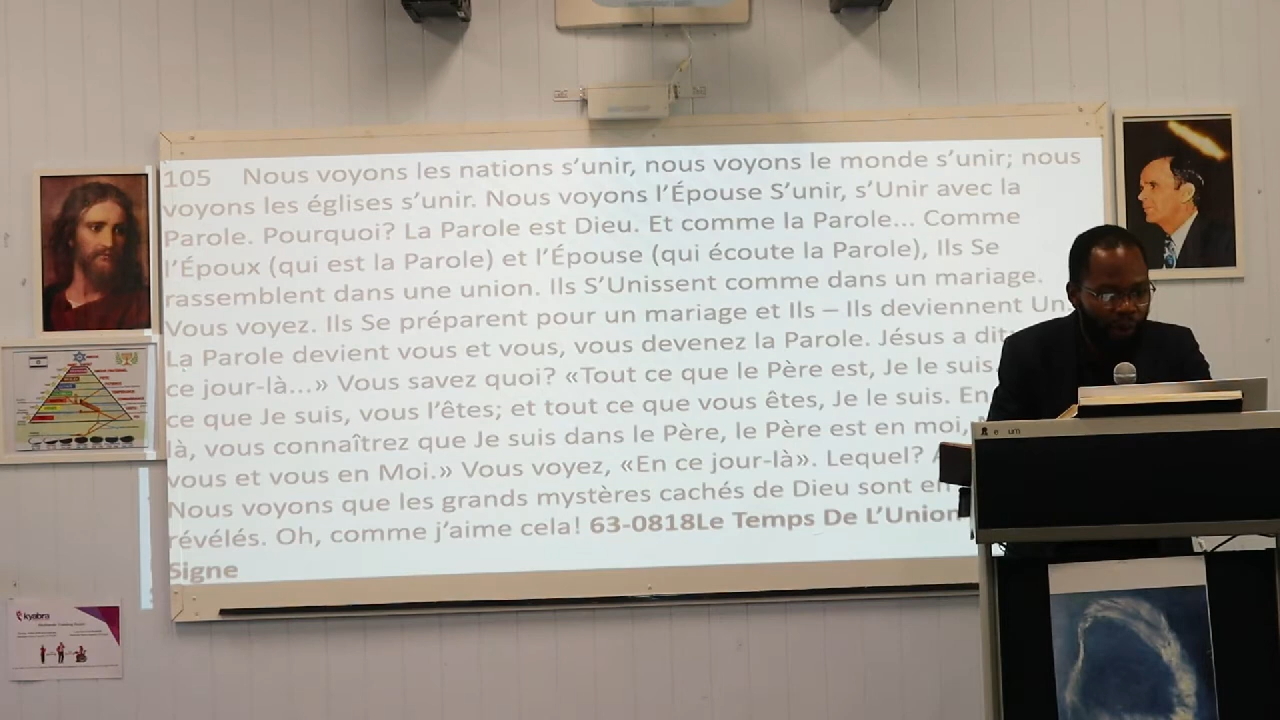 105 Nous voyons les nations s’unir, nous voyons le monde s’unir; nous
voyons les églises s’unir. Nous voyons l’Épouse S’unir, s’Unir avec la
Parole. Pourquoi? La Parole est Dieu. Et comme la Parole... Comme
l’Époux (qui est la Parole) et l’Épouse (qui écoute la Parole), Ils Se
rassemblent dans une union. Ils S’Unissent comme dans un mariage.
Vous voyez. Ils Se préparent pour un mariage et Ils – Ils deviennent Un.
La Parole devient vous et vous, vous devenez la Parole. Jésus a dit:
ce jour-là...» Vous savez quoi? «Tout ce que le Père est, Je le suis
ce que Je suis, vous l’êtes; et tout ce que vous êtes, Je le suis. En
là, vous connaîtrez que Je suis dans le Père, le Père est en moi,
vous et vous en Moi.» Vous voyez, «En ce jour-là». Lequel?
Nous voyons que les grands mystères cachés de Dieu sont
révélés. Oh, comme j’aime cela! 63-0818Le Temps De L’Union
Signe
kyabra